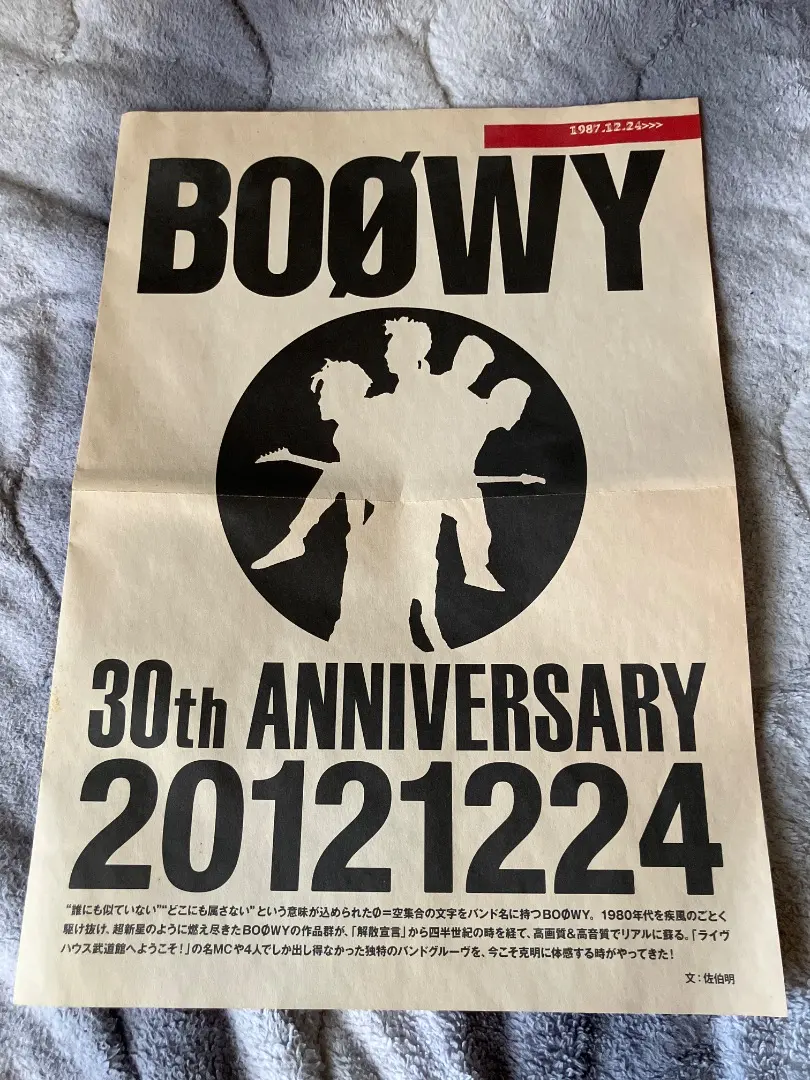 1987.12.24>>>
BOØWY
30th ANNIVERSARY
20121224
“誰にも似ていない”“どこにも属さない”という意味が込められたØ＝空集合の文字をバンド名に持つBOØWY。1980年代を疾風のごとく
駆け抜け、超新星のように燃え尽きたBOØWYの作品群が、「解散宣言」から四半世紀の時を経て、高画質&高音質でリアルに蘇る。「ライヴ
ハウス武道館へようこそ！」の名MCや4人でしか出し得なかった独特のバンドグルーヴを、今こそ克明に体感する時がやってきた！
文：佐伯明